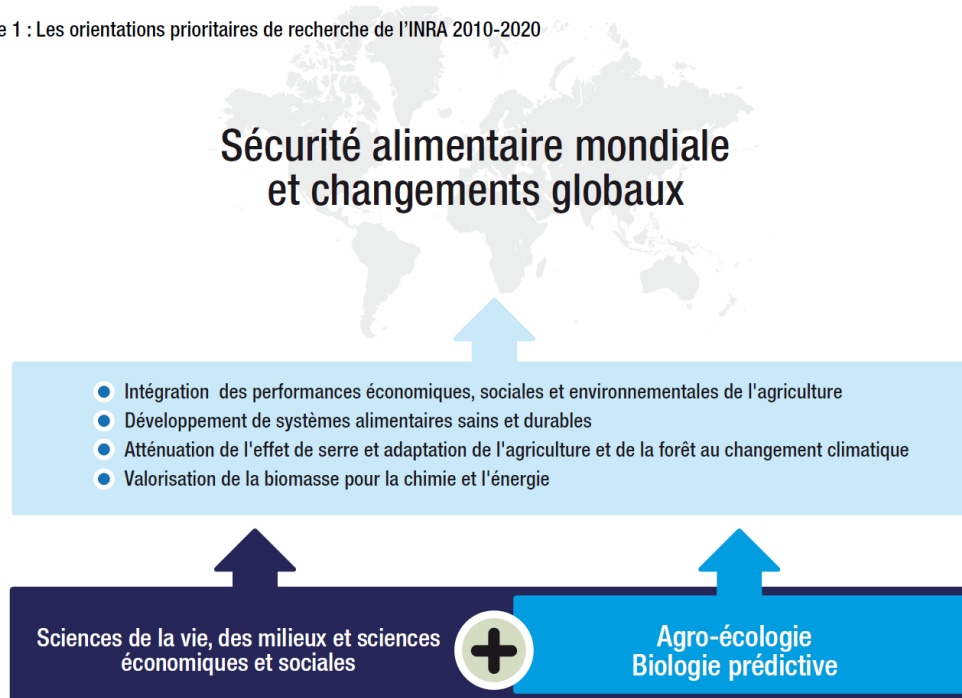 e 1 : Les orientations prioritaires de recherche de l'INRA 2010-2020
Sécurité alimentaire mondiale
et changements globaux
Intégration des performances économiques, sociales et environnementales de l'agriculture
Développement de systèmes alimentaires sains et durables
Atténuation de l'effet de serre et adaptation de l'agriculture et de la forêt au changement climatique
Valorisation de la biomasse pour la chimie et l'énergie
Sciences de la vie, des milieux et sciences
économiques et sociales
+
Agro-écologie
Biologie prédictive